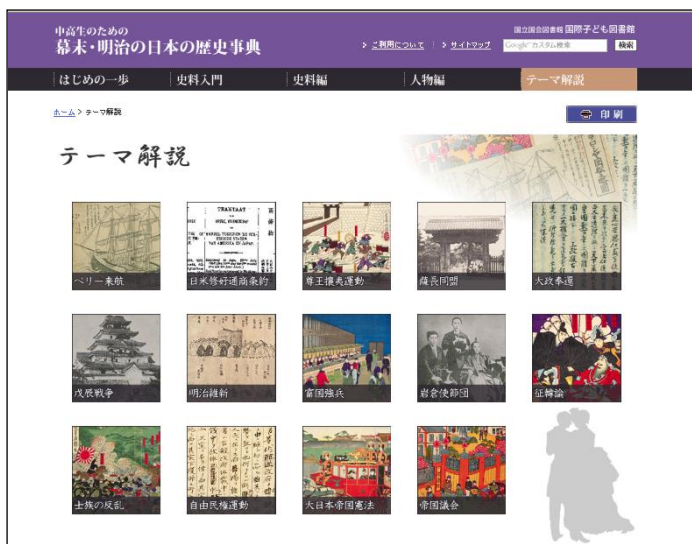 中高生のための
幕末・明治の日本の歴史事典
国立国会図書館 国際子ども図書館
> ご利用について | > サイトマップ
Google カスタム検索
検索
はじめの一歩
史料入門
史料編
人物編
テーマ解説
ホーム > テーマ解説
印刷
テーマ解説
TRAKTAAT
ペリー来航
日米修好通商条約
尊王攘夷運動
薩長同盟
大政奉還
戊辰戦争
明治維新
富国強兵
岩倉使節団
征韓論
士族の反乱
自由民権運動
大日本帝国憲法
帝国議会